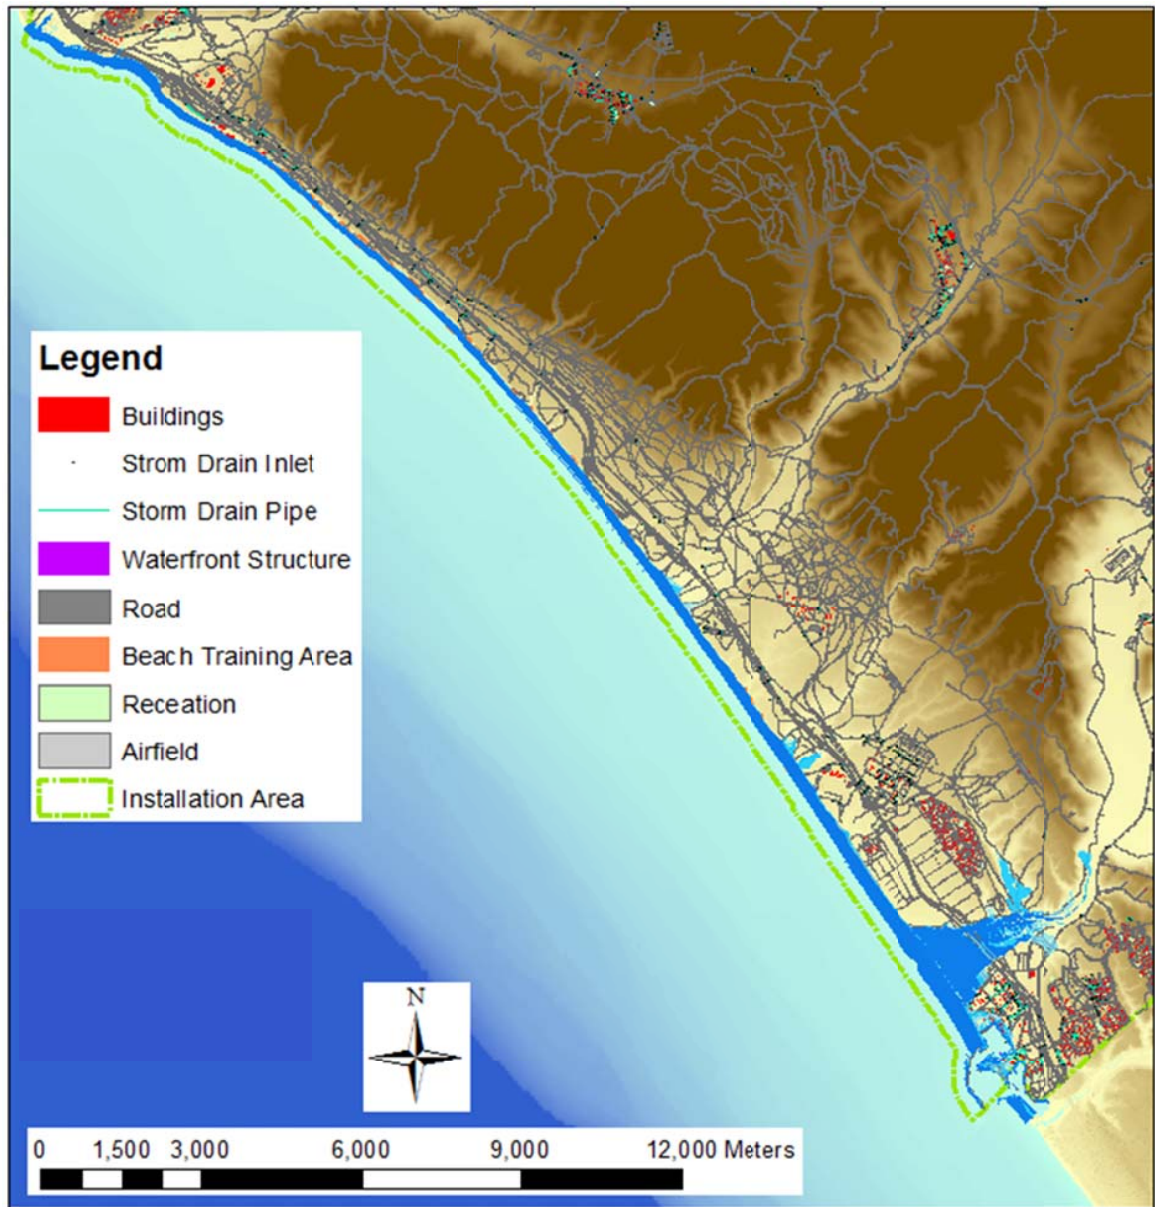 Legend
Buildings
Strom Drain Inlet
Storm Drain Pipe
Waterfront Structure
Road
Beach Training Area
Receation
Airfield
Installation Area
N
0 1,500 3,000 6,000 9,000 12,000 Meters